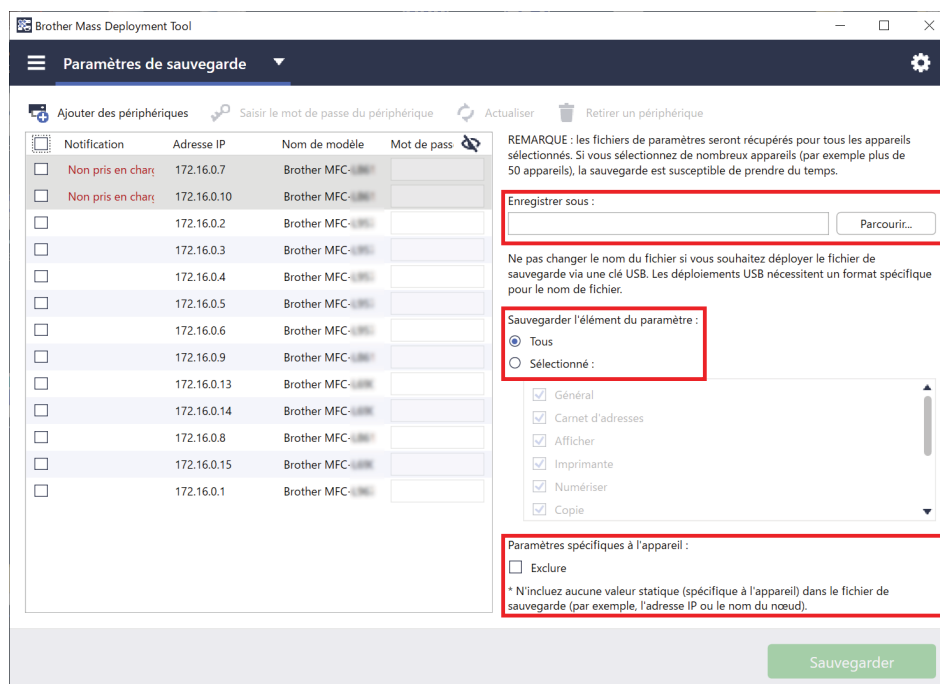 Brother Mass Deployment Tool
Paramètres de sauvegarde
Ajouter des périphériques Saisir le mot de passe du périphérique Actualiser Retirer un périphérique
Notification Adresse IP Nom de modèle Mot de pass
Non pris en charg 172.16.0.7 Brother MFC-
Non pris en charg 172.16.0.10 Brother MFC-
172.16.0.2 Brother MFC-
172.16.0.3 Brother MFC-
172.16.0.4 Brother MFC-
172.16.0.5 Brother MFC-
172.16.0.6 Brother MFC-
172.16.0.9 Brother MFC-
172.16.0.13 Brother MFC-
172.16.0.14 Brother MFC-
172.16.0.8 Brother MFC-
172.16.0.15 Brother MFC-
172.16.0.1 Brother MFC-
REMARQUE : les fichiers de paramètres seront récupérés pour tous les appareils
sélectionnés. Si vous sélectionnez de nombreux appareils (par exemple plus de
50 appareils), la sauvegarde est susceptible de prendre du temps.
Enregistrer sous :
Parcourir...
Ne pas changer le nom du fichier si vous souhaitez déployer le fichier de
sauvegarde via une clé USB. Les déploiements USB nécessitent un format spécifique
pour le nom de fichier.
Sauvegarder l'élément du paramètre :
Tous
Sélectionné :
Général
Carnet d'adresses
Afficher
Imprimante
Numériser
Copie
Paramètres spécifiques à l'appareil :
Exclure
* N'incluez aucune valeur statique (spécifique à l'appareil) dans le fichier de
sauvegarde (par exemple, l'adresse IP ou le nom du nœud).
Sauvegarder